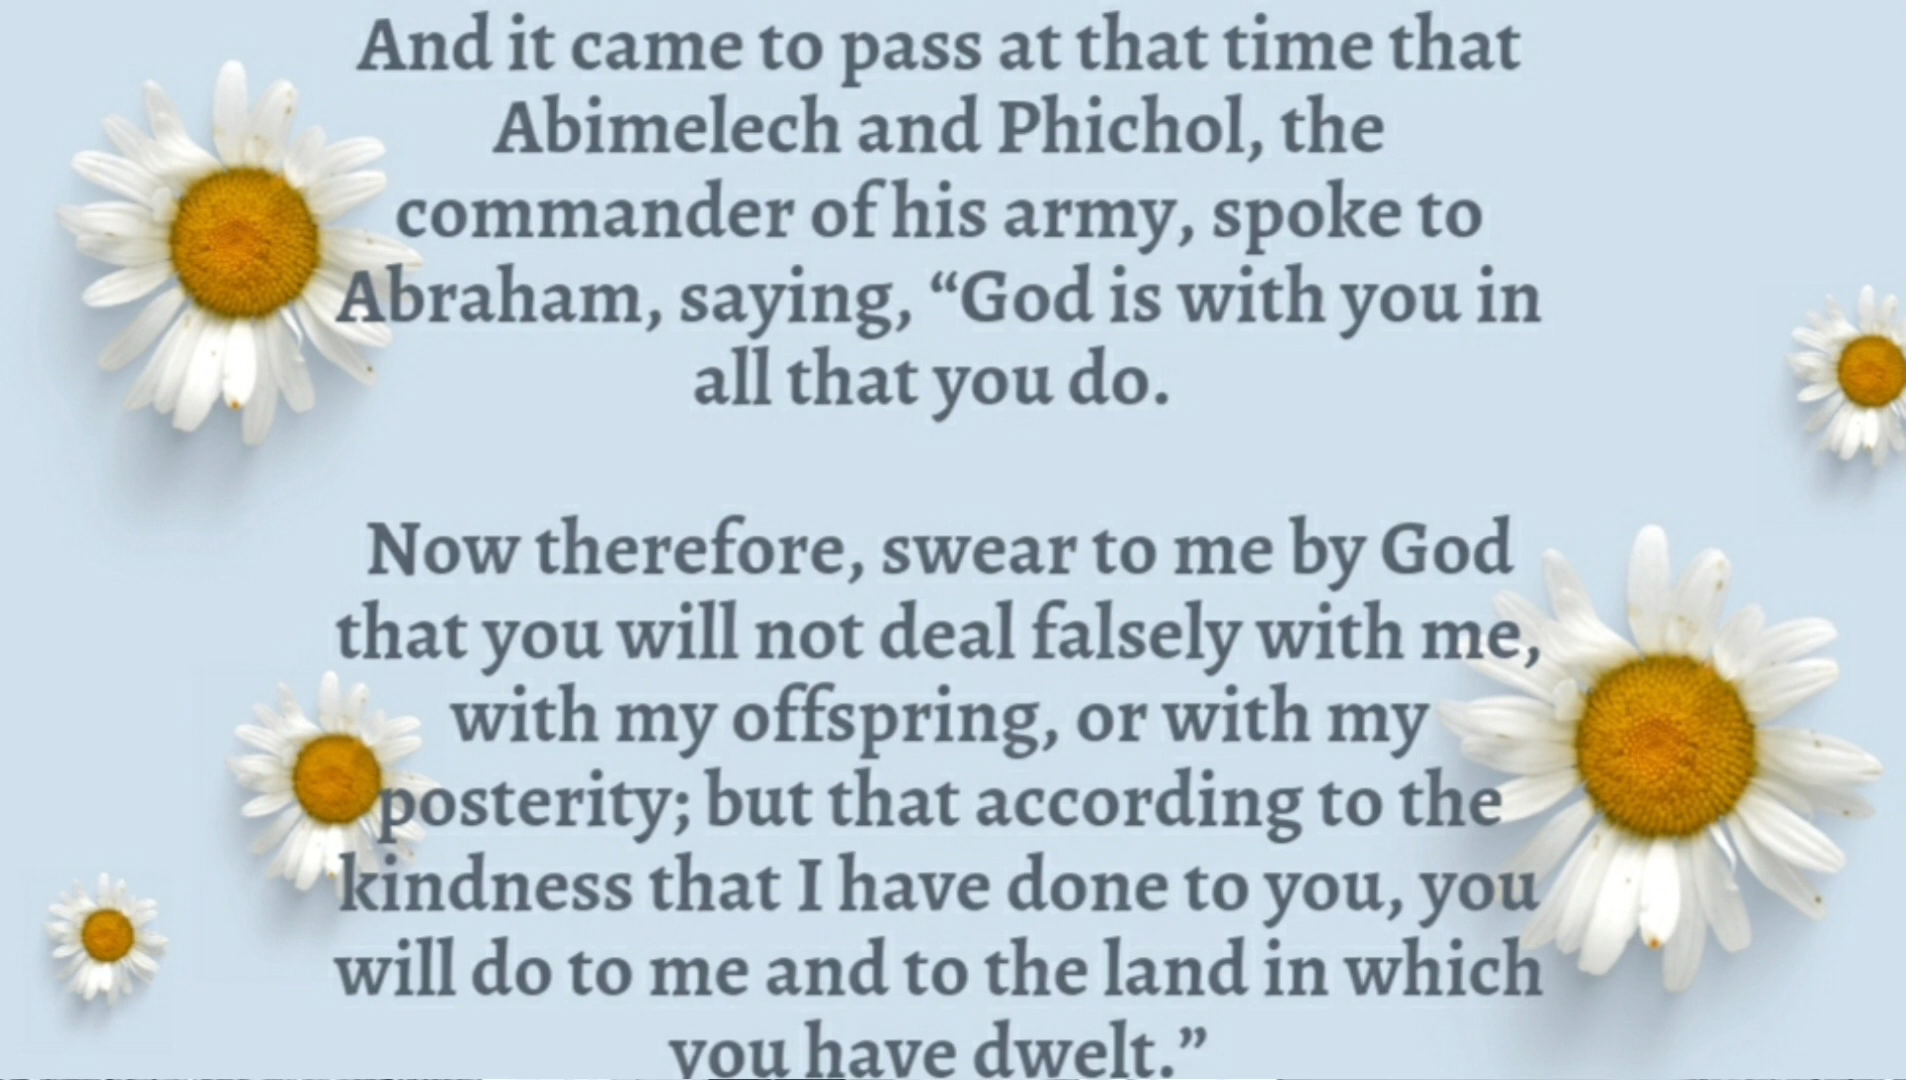 And it came to pass at that time that
Abimelech and Phichol, the
commander of his army, spoke to
Abraham, saying, “God is with you in
all that you do.
Now therefore, swear to me by God
that you will not deal falsely with me,
with my offspring, or with my
posterity; but that according to the
kindness that I have done to you, you
will do to me and to the land in which
you have dwelt.”